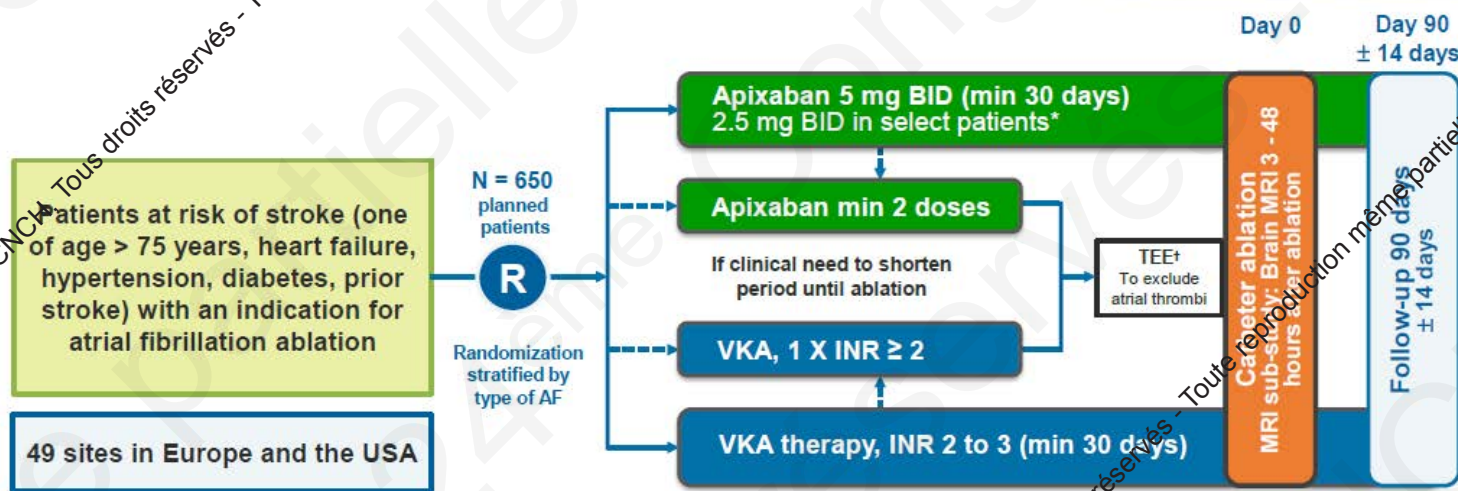 Day 0
Day 90
± 14 days
Apixaban 5 mg BID (min 30 days)
2.5 mg BID in select patients*
N = 650
planned
patients
R
Randomization
stratified by
type of AF
Patients at risk of stroke (one
of age > 75 years, heart failure,
hypertension, diabetes, prior
stroke) with an indication for
atrial fibrillation ablation
49 sites in Europe and the USA
Apixaban min 2 doses
If clinical need to shorten
period until ablation
VKA, 1 X INR ≥ 2
VKA therapy, INR 2 to 3 (min 30 days)
TEE†
To exclude
atrial thrombi
Catheter ablation
MRI sub-study: Brain MRI 3 - 48
hours after ablation
Follow-up 90 days
± 14 days
CNCH - Tous droits réservés -
réservés - Toute reproduction même partielle
partielle
24ème